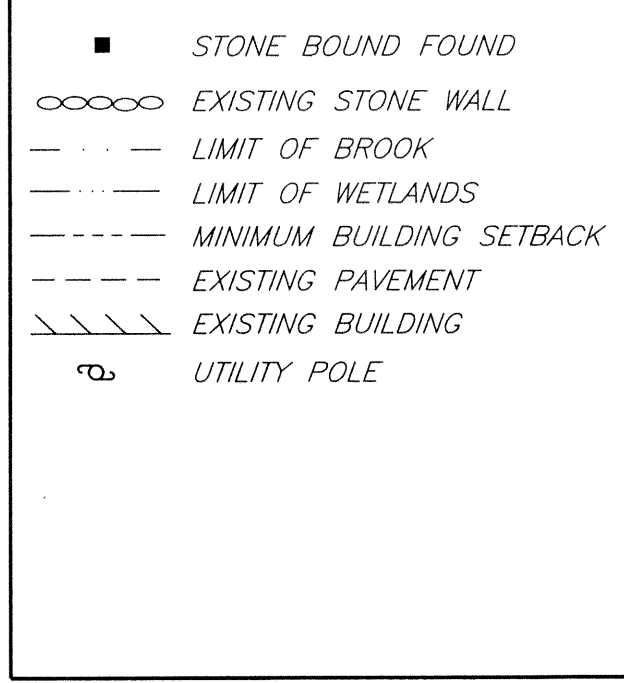 STONE BOUND FOUND
EXISTING STONE WALL
LIMIT OF BROOK
LIMIT OF WETLANDS
MINIMUM BUILDING SETBACK
EXISTING PAVEMENT
EXISTING BUILDING
UTILITY POLE